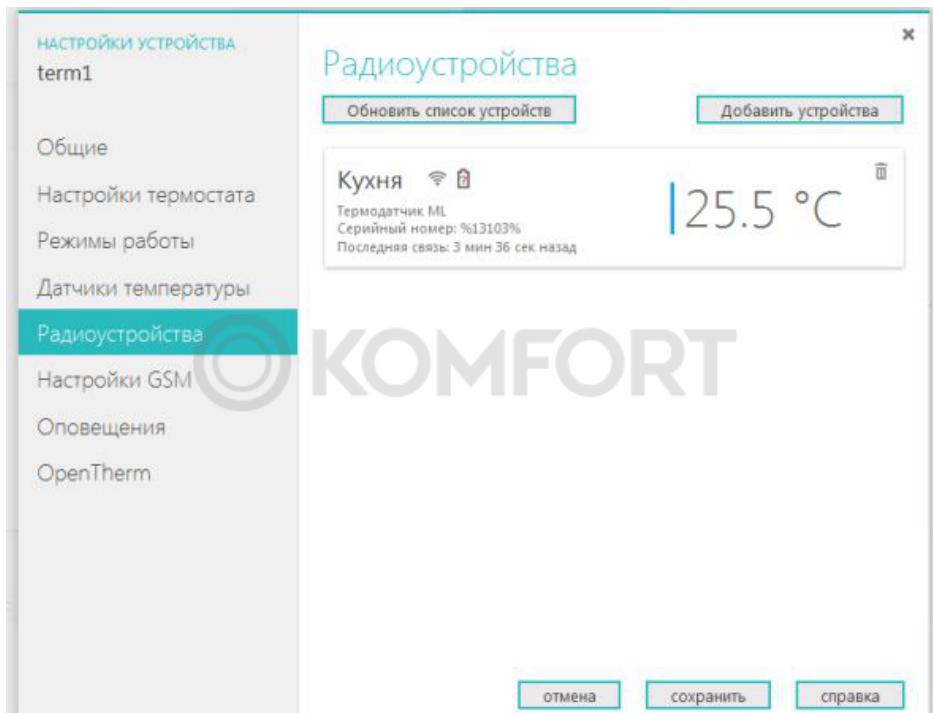 НАСТРОЙКИ УСТРОЙСТВА
term1
Общие
Настройки термостата
Режимы работы
Датчики температуры
Радиоустройства
Настройки GSM
Оповещения
OpenTherm
Радиоустройства
Обновить список устройств
Добавить устройства
Кухня
Термодатчик ML
Серийный номер: %13103%
Последняя связь: 3 мин 36 сек назад
25.5 °C
KOMFORT
отмена
сохранить
справка